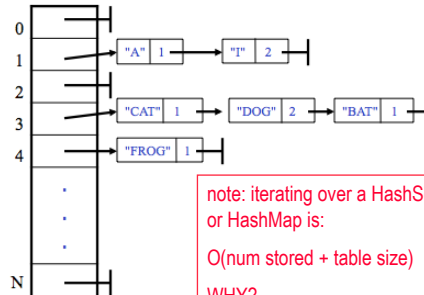 0
1 "A" 1 "I" 2
2
3 "CAT" 1 "DOG" 2 "BAT" 1
4 "FROG" 1
note: iterating over a HashS
or HashMap is:
O(num stored + table size)
WHY?
N